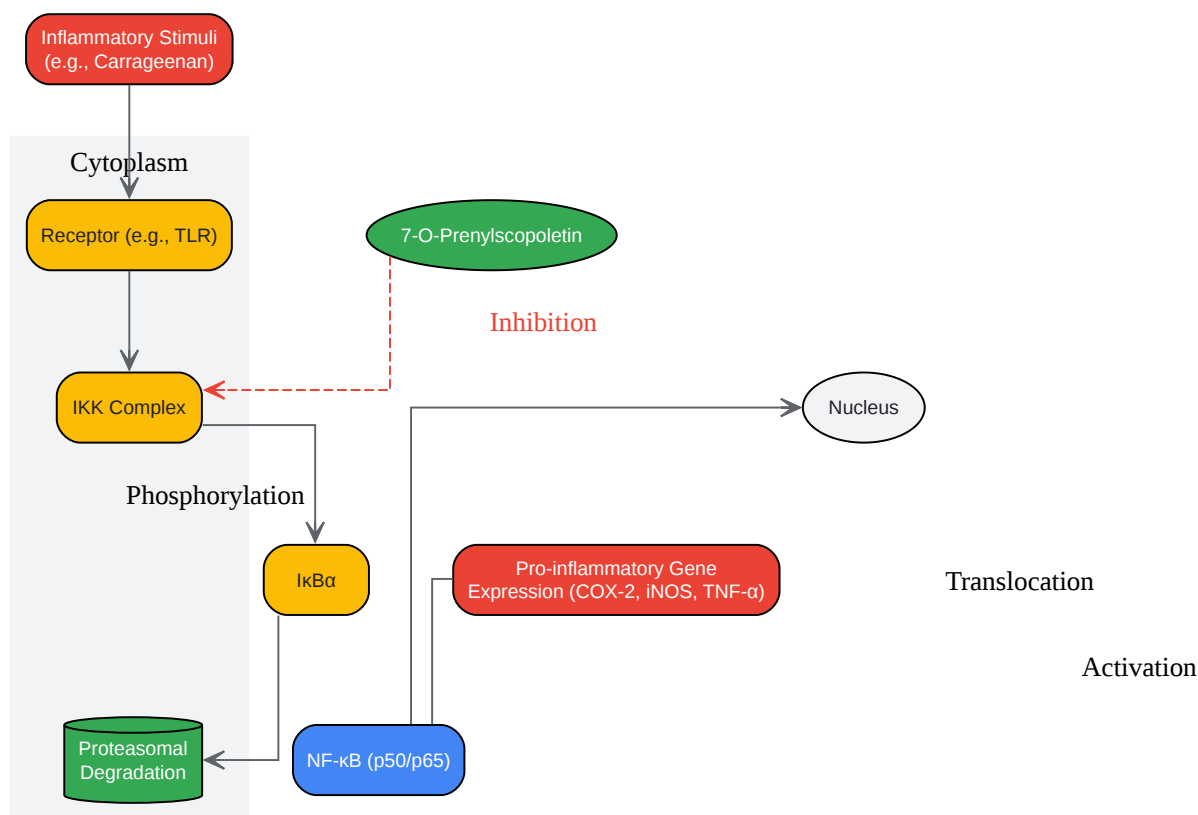 Inflammatory Stimuli
(e.g., Carrageenan)
Cytoplasm
Receptor (e.g., TLR)
7-O-Prenylscopoletin
Inhibition
IKK Complex
Nucleus
Phosphorylation
IκBα
Pro-inflammatory Gene
Expression (COX-2, iNOS, TNF-α)
Translocation
Activation
Proteasomal
Degradation
NF-κB (p50/p65)